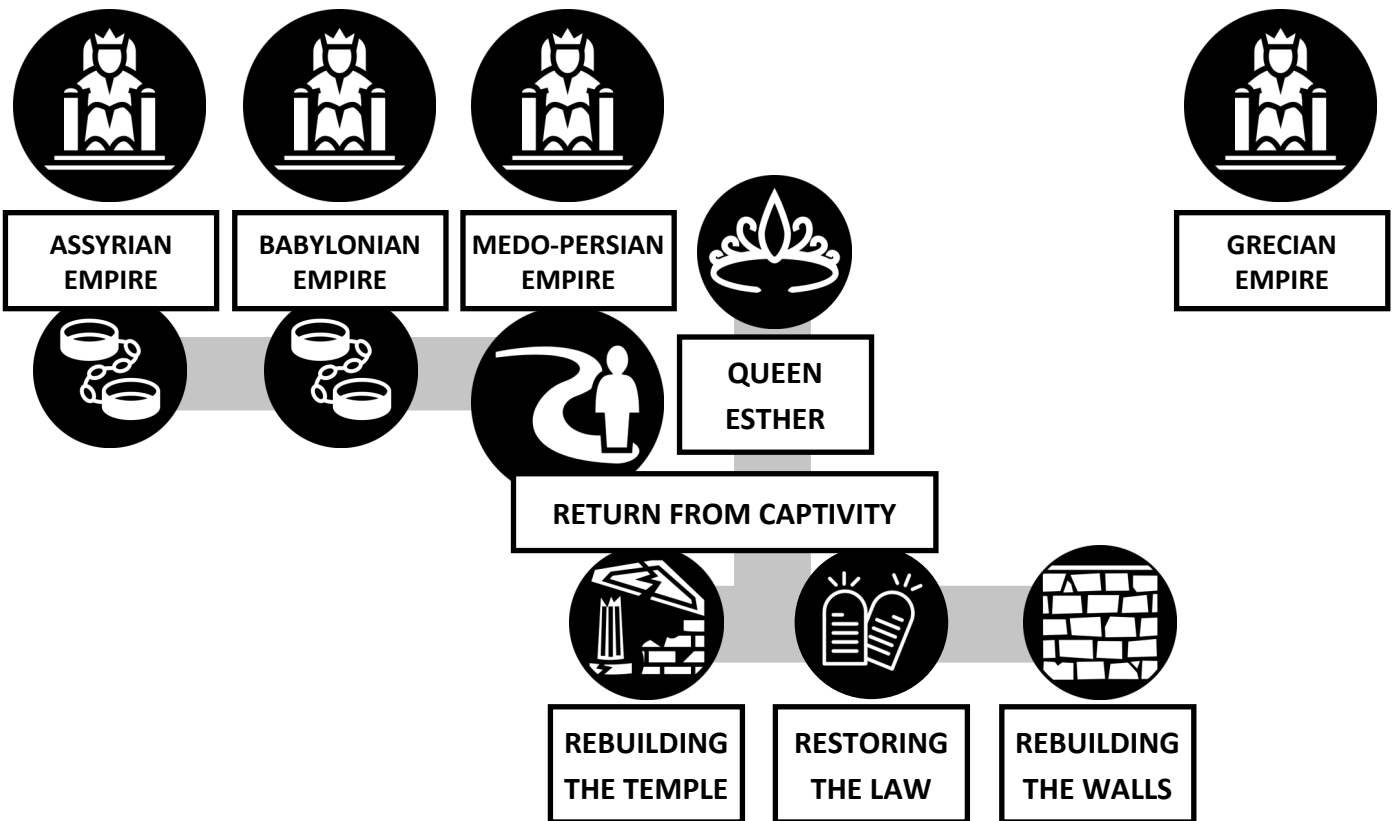 ASSYRIAN
EMPIRE
BABYLONIAN
EMPIRE
MEDO-PERSIAN
EMPIRE
GRECIAN
EMPIRE
QUEEN
ESTHER
RETURN FROM CAPTIVITY
REBUILDING
THE TEMPLE
RESTORING
THE LAW
REBUILDING
THE WALLS